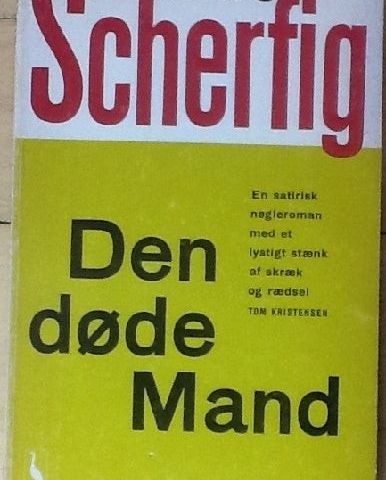 Scherfig
En satirisk
nøgleroman
med et
lystigt stænk
af skræk
og rædsel
TOM KRISTENSEN
Den
døde
Mand